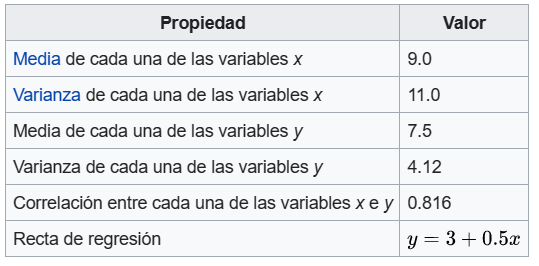 Propiedad Valor
Media de cada una de las variables x 9.0
Varianza de cada una de las variables x 11.0
Media de cada una de las variables y 7.5
Varianza de cada una de las variables y 4.12
Correlación entre cada una de las variables x e y 0.816
Recta de regresión y = 3 + 0.5x